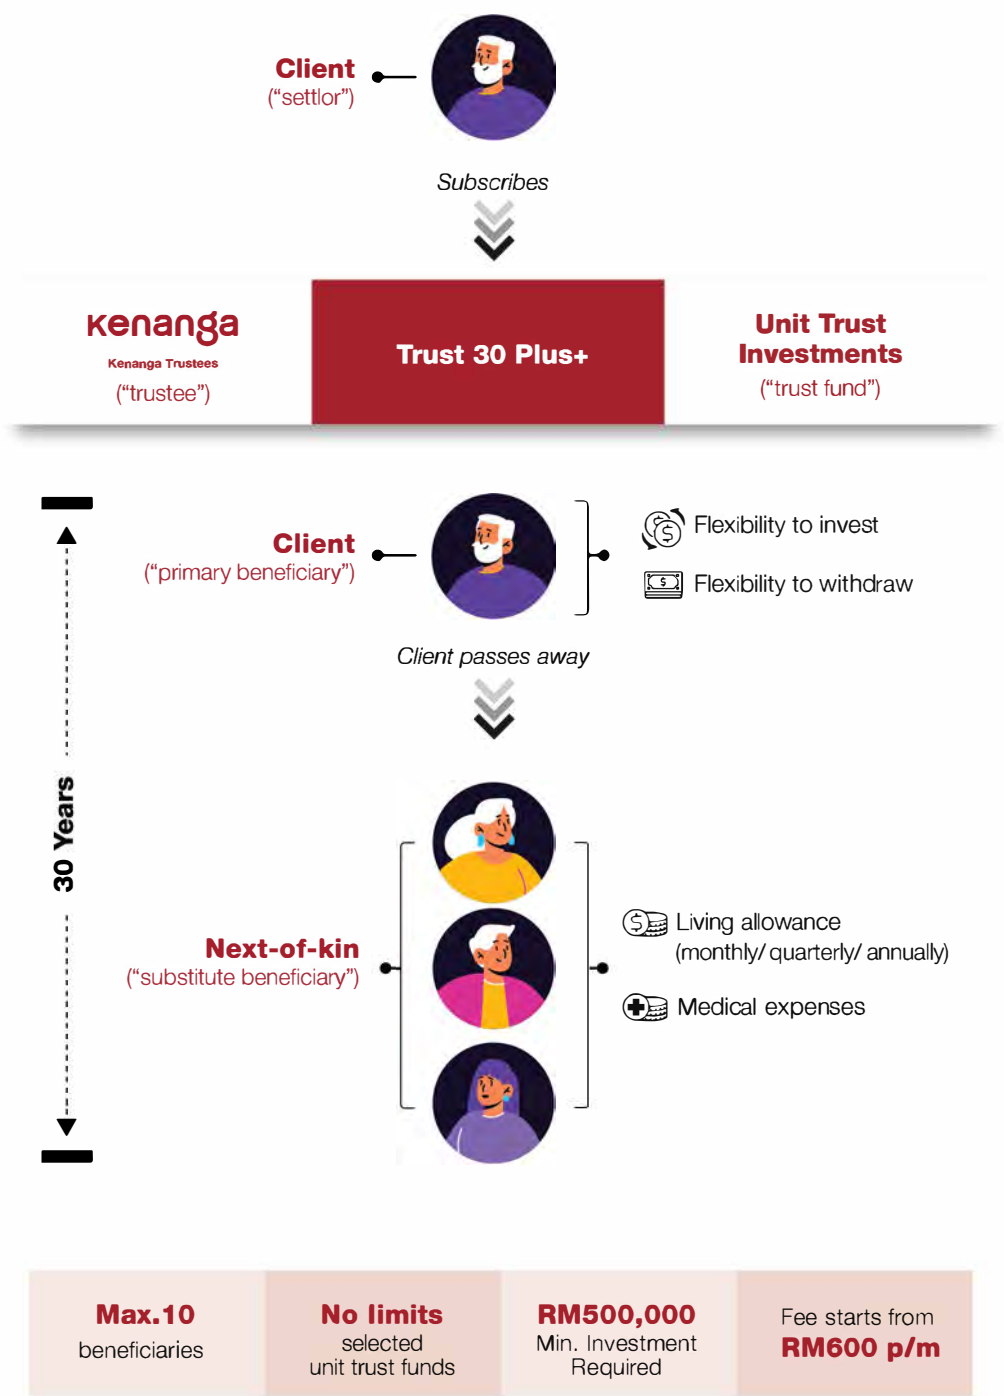 Client
(“settlor”)
Subscribes
Kenanga
Kenanga Trustees
(“trustee”)
Trust 30 Plus+
Unit Trust
Investments
(“trust fund”)
30 Years
Client
(“primary beneficiary”)
Flexibility to invest
Flexibility to withdraw
Client passes away
Next-of-kin
(“substitute beneficiary”)
Living allowance
(monthly/ quarterly/ annually)
Medical expenses
Max.10
beneficiaries
No limits
selected
unit trust funds
RM500,000
Min. Investment
Required
Fee starts from
RM600 p/m